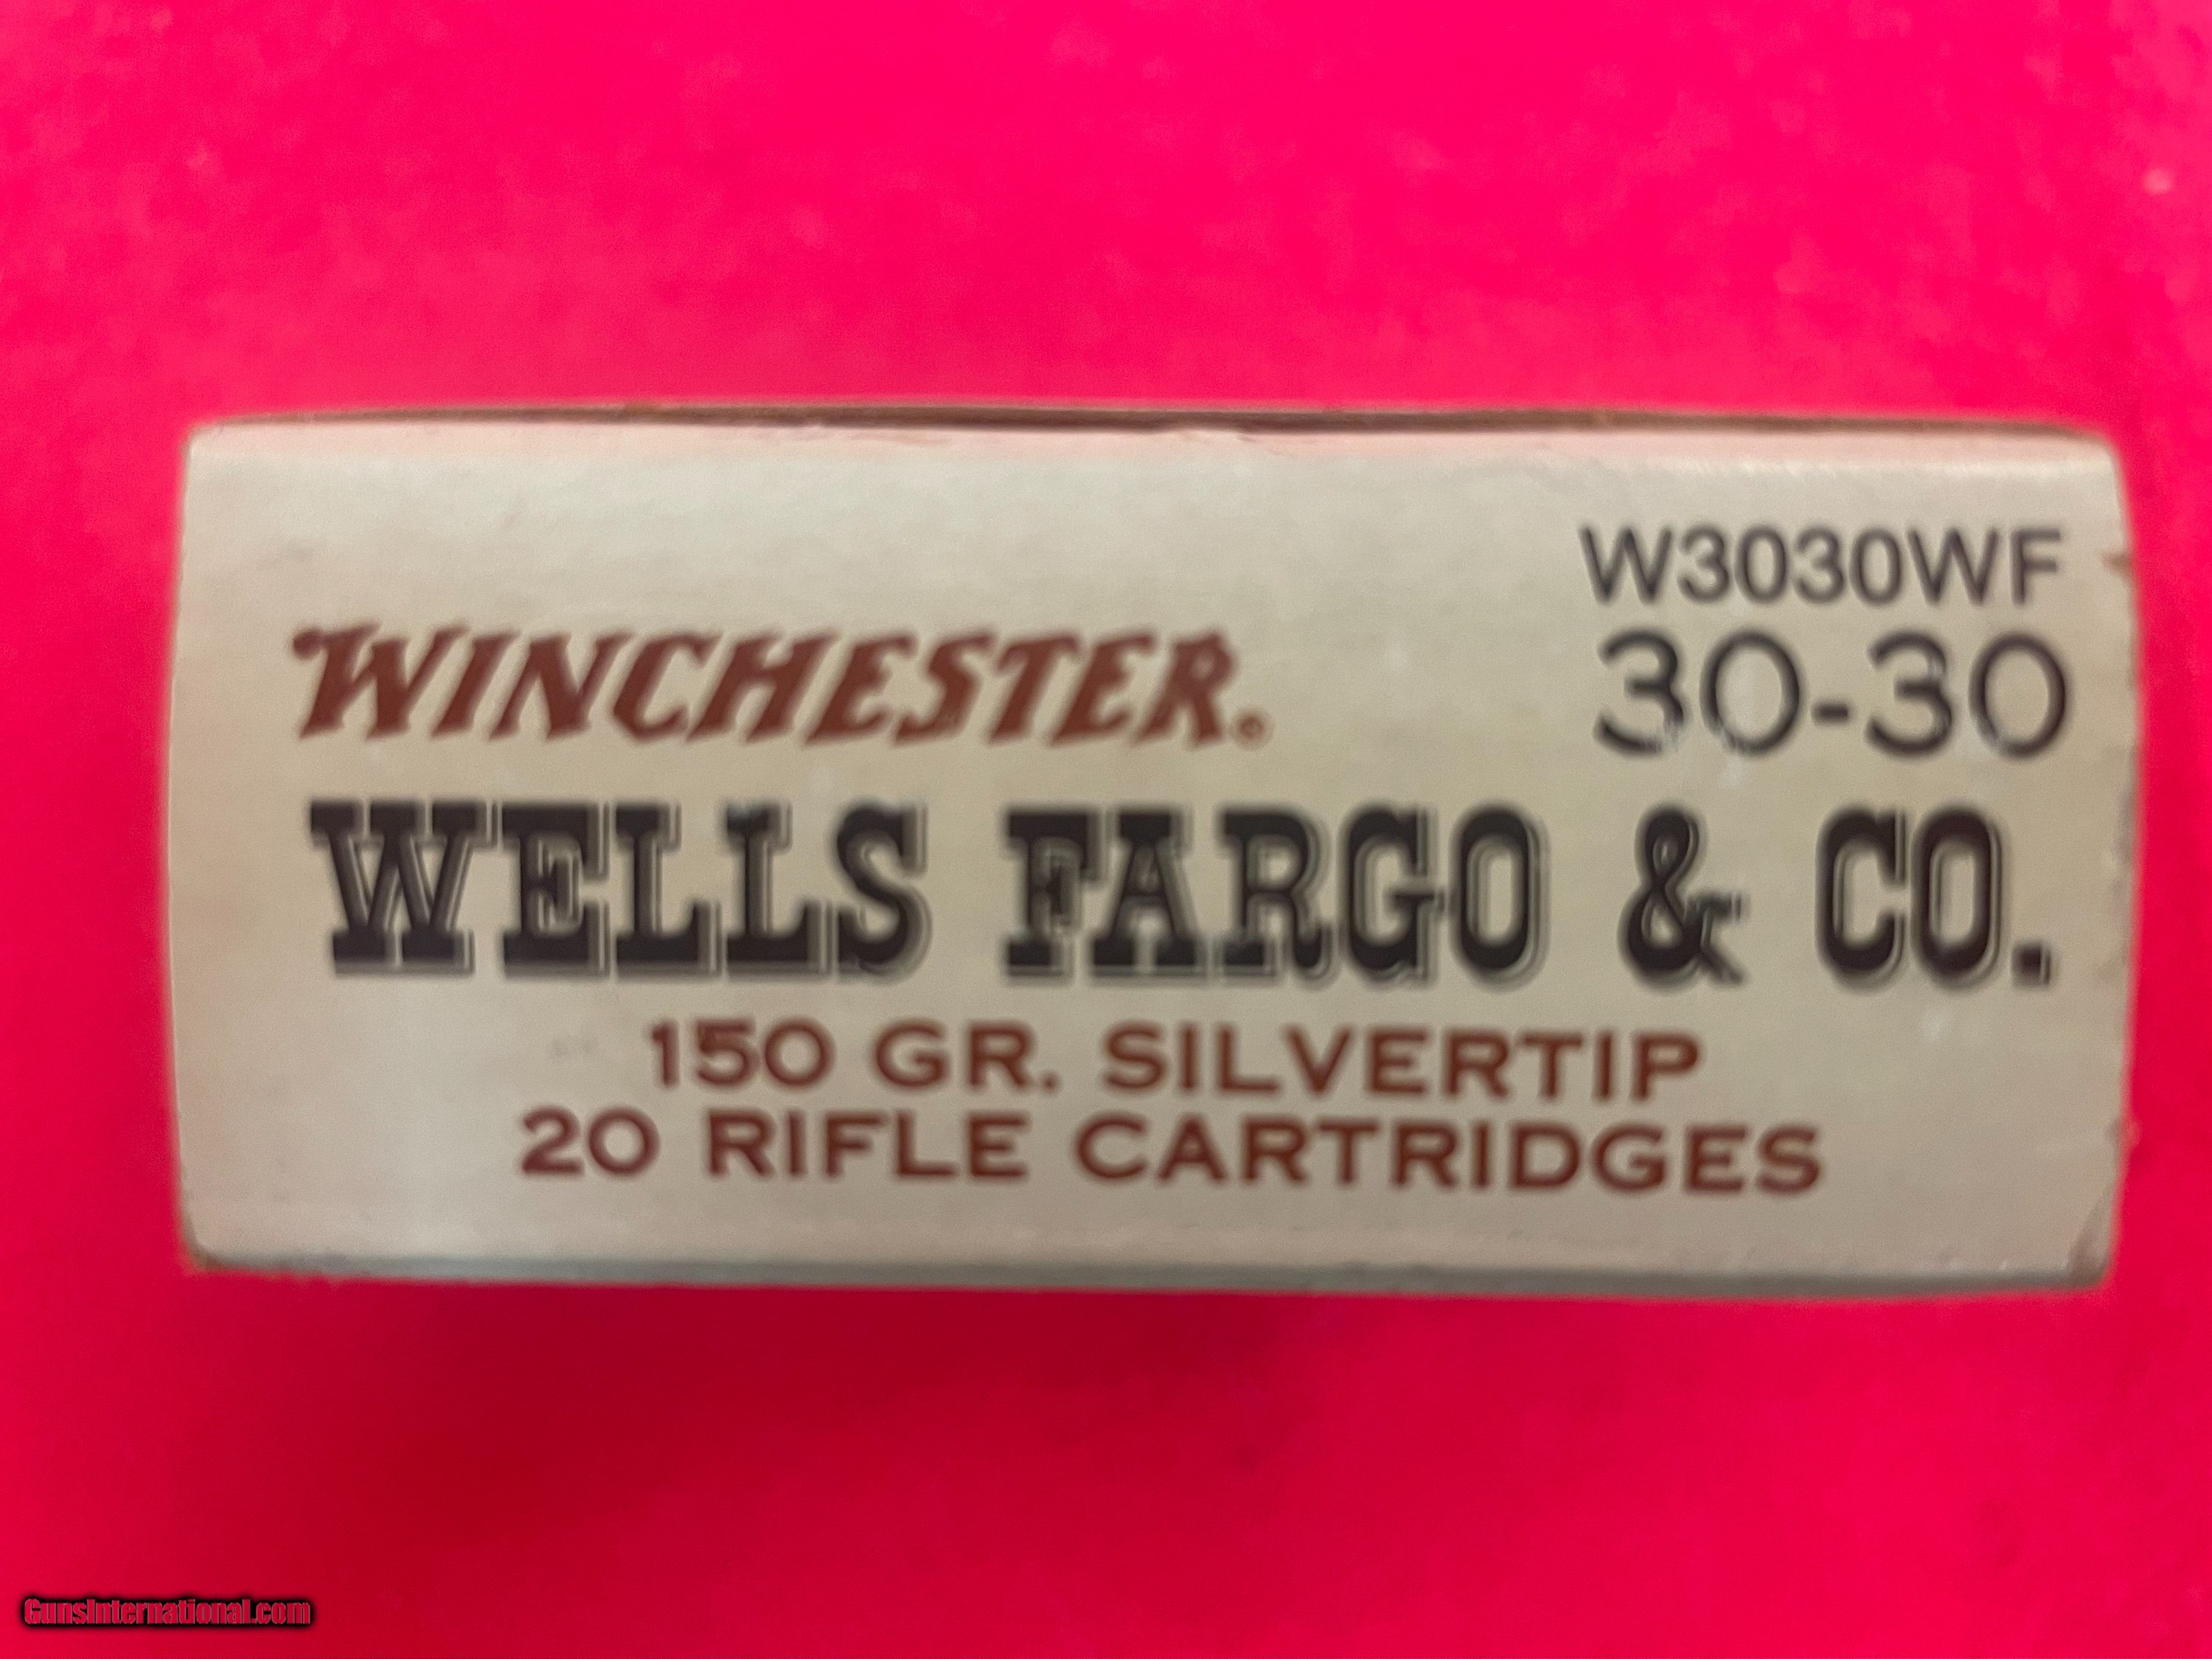 W3030WF
WINCHESTER®
30-30
WELLS FARGO & CO.
150 GR. SILVERTIP
20 RIFLE CARTRIDGES
GunsInternational.com